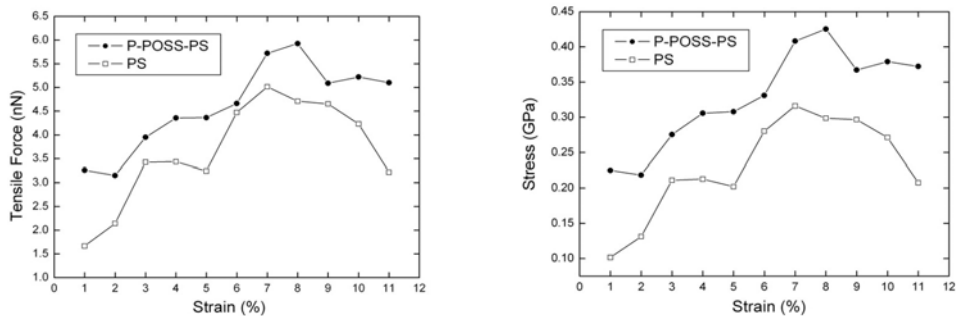 6.5
6.0
5.5
5.0
4.5
4.0
3.5
3.0
2.5
2.0
1.5
1.0
Tensile Force (nN)
P-POSS-PS
PS
0 1 2 3 4 5 6 7 8 9 10 11 12
Strain (%)
0.45
0.40
0.35
0.30
0.25
0.20
0.15
0.10
Stress (GPa)
P-POSS-PS
PS
0 1 2 3 4 5 6 7 8 9 10 11 12
Strain (%)